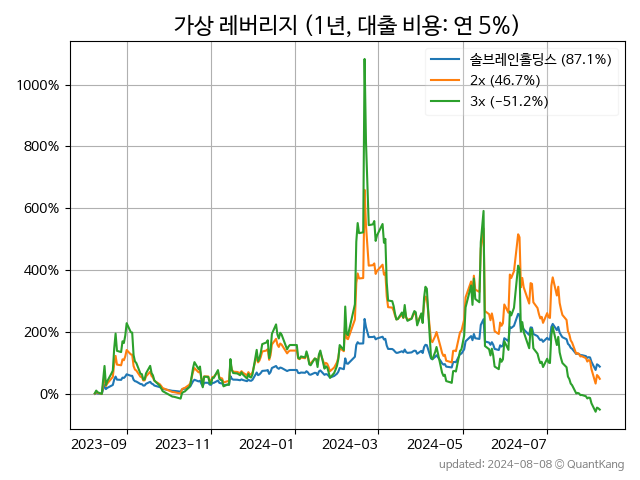 가상 레버리지 (1년, 대출 비용: 연 5%)
솔브레인홀딩스 (87.1%)
2x (46.7%)
3x (−51.2%)
1000%
800%
600%
400%
200%
0%
2023-09 2023-11 2024-01 2024-03 2024-05 2024-07
updated: 2024-08-08 © QuantKang